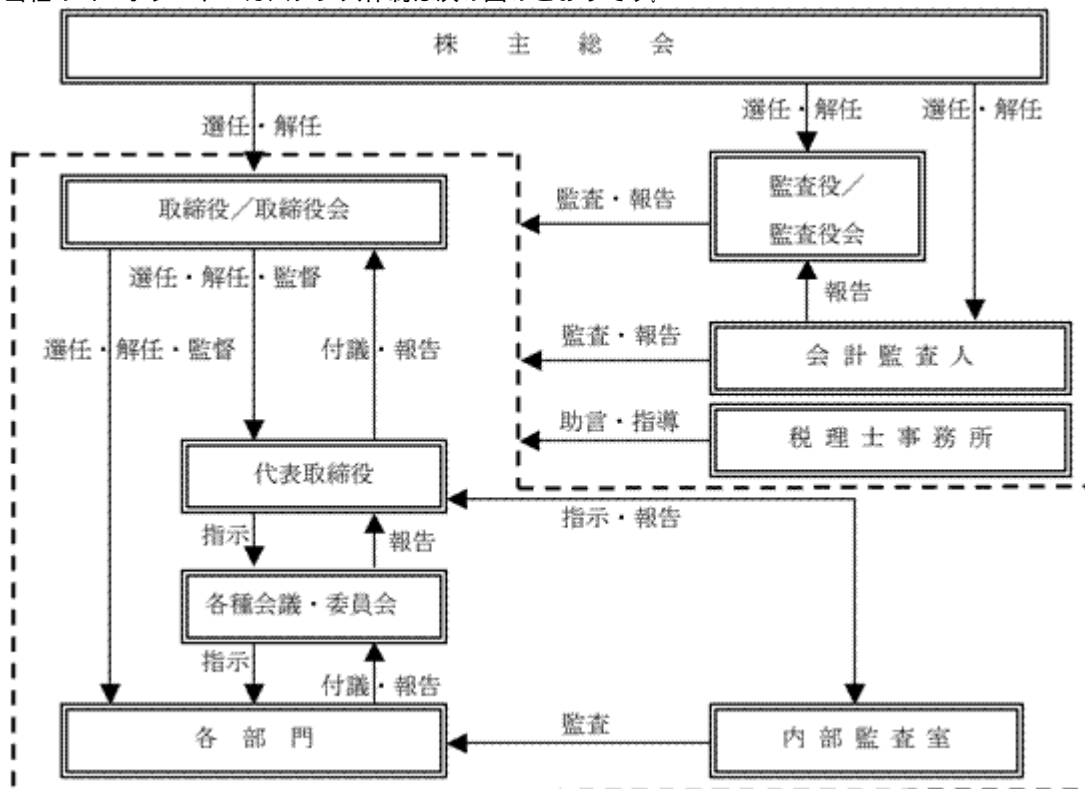 株主総会
選任・解任
選任・解任
選任・解任
取締役／取締役会
監査役／
監査役会
監査・報告
選任・解任・監督
報告
選任・解任・監督
付議・報告
監査・報告
会計監査人
助言・指導
税理士事務所
代表取締役
指示・報告
指示
報告
各種会議・委員会
指示
付議・報告
各部門
監査
内部監査室